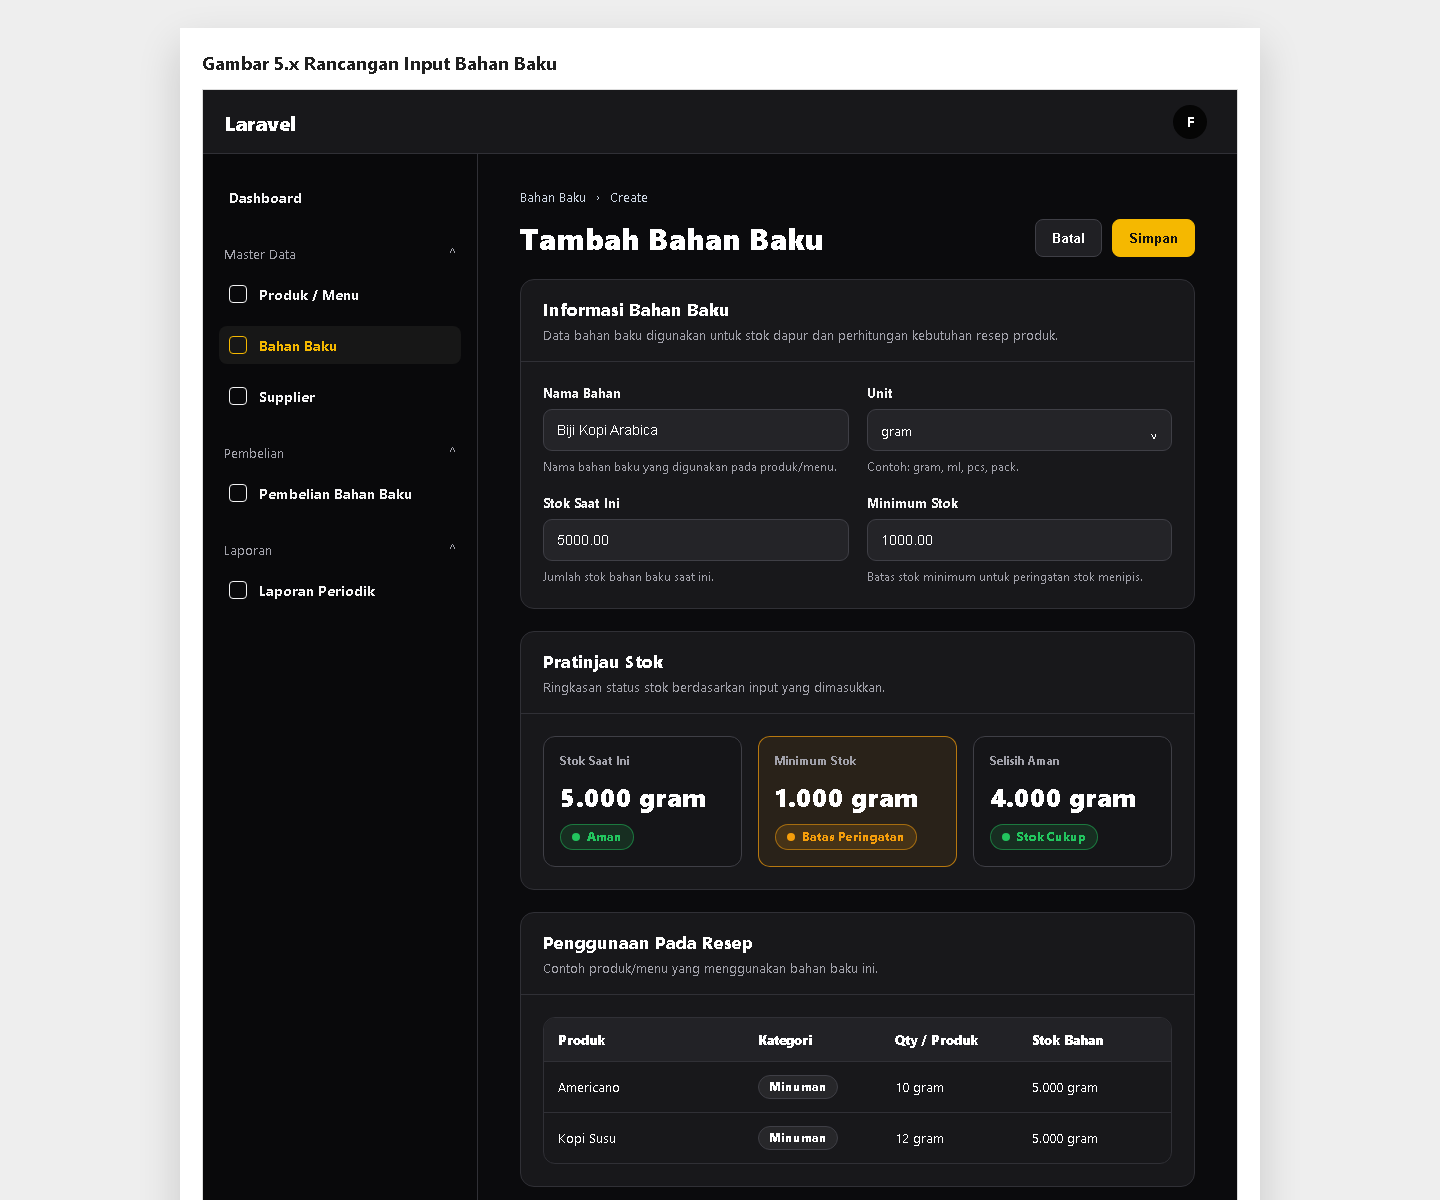 Gambar 5.x Rancangan Input Bahan Baku
Laravel
F
Dashboard
Master Data ^
Produk / Menu
Bahan Baku
Supplier
Pembelian ^
Pembelian Bahan Baku
Laporan ^
Laporan Periodik
Bahan Baku › Create
Tambah Bahan Baku
Batal
Simpan
Informasi Bahan Baku
Data bahan baku digunakan untuk stok dapur dan perhitungan kebutuhan resep produk.
Nama Bahan
Unit
Biji Kopi Arabica
gram v
Nama bahan baku yang digunakan pada produk/menu.
Contoh: gram, ml, pcs, pack.
Stok Saat Ini
Minimum Stok
5000.00
1000.00
Jumlah stok bahan baku saat ini.
Batas stok minimum untuk peringatan stok menipis.
Pratinjau Stok
Ringkasan status stok berdasarkan input yang dimasukkan.
Stok Saat Ini
5.000 gram
Aman
Minimum Stok
1.000 gram
Batas Peringatan
Selisih Aman
4.000 gram
Stok Cukup
Penggunaan Pada Resep
Contoh produk/menu yang menggunakan bahan baku ini.
Produk Kategori Qty / Produk Stok Bahan
Americano Minuman 10 gram 5.000 gram
Kopi Susu Minuman 12 gram 5.000 gram